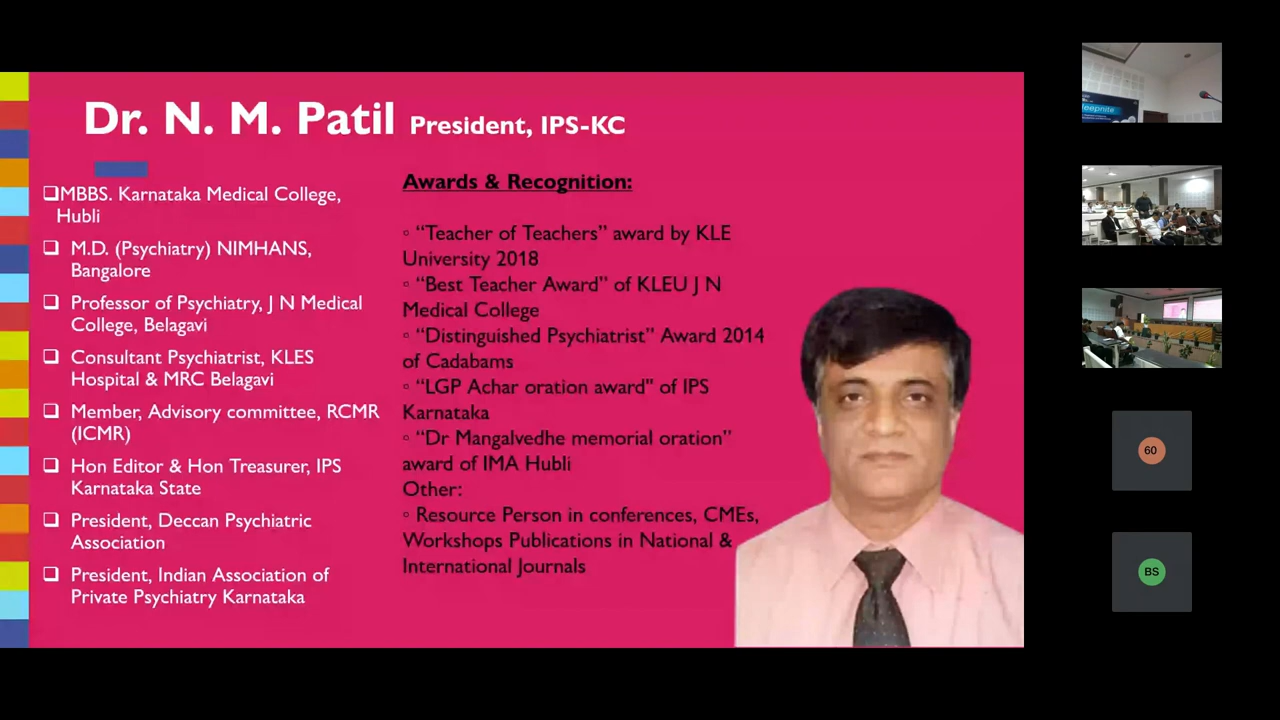 Dr. N. M. Patil President, IPS-KC
❑MBBS. Karnataka Medical College,
Hubli
❑ M.D. (Psychiatry) NIMHANS,
Bangalore
❑ Professor of Psychiatry, J N Medical
College, Belagavi
❑ Consultant Psychiatrist, KLES
Hospital & MRC Belagavi
❑ Member, Advisory committee, RCMR
(ICMR)
❑ Hon Editor & Hon Treasurer, IPS
Karnataka State
❑ President, Deccan Psychiatric
Association
❑ President, Indian Association of
Private Psychiatry Karnataka
Awards & Recognition:
◦ “Teacher of Teachers” award by KLE
University 2018
◦ “Best Teacher Award” of KLEU J N
Medical College
◦ “Distinguished Psychiatrist” Award 2014
of Cadabams
◦ “LGP Achar oration award" of IPS
Karnataka
◦ “Dr Mangalvedhe memorial oration”
award of IMA Hubli
Other:
◦ Resource Person in conferences, CMEs,
Workshops Publications in National &
International Journals
60
BS